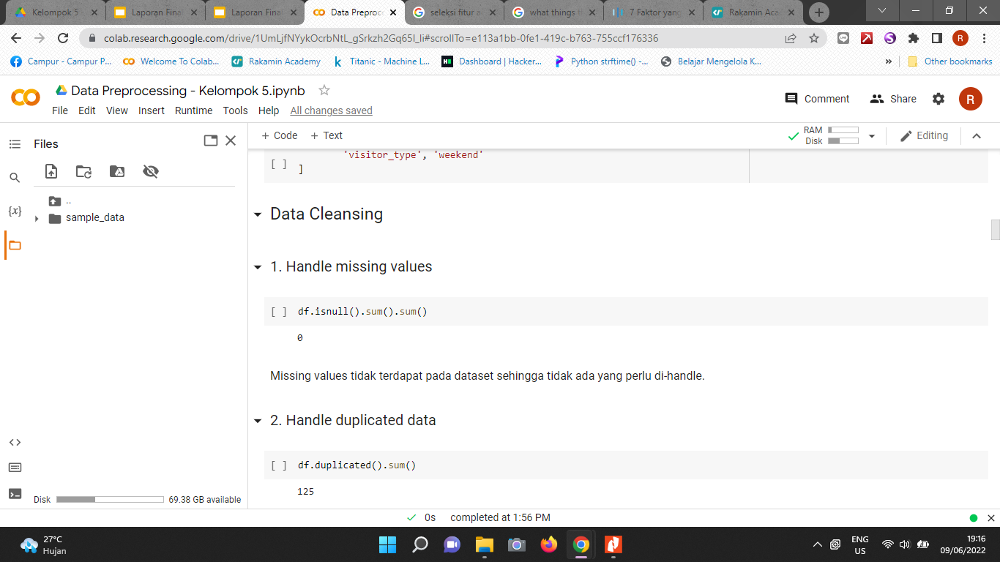 Kelompok 5
Laporan Fina
Laporan Fina
Data Preproce
seleksi fitur a
what things t
7 Faktor yang
Rakamin Aca
colab.research.google.com/drive/1UmLjfNYykOcrbNtL_gSrkzh2Gq65I_li#scrollTo=e113a1bb-0fe1-419c-b763-755ccf176336
R
Campur - Campur P...
Welcome To Colab...
Rakamin Academy
Titanic - Machine L...
Dashboard | Hacker...
Python strftime() -...
Belajar Mengelola K...
»
Other bookmarks
Data Preprocessing - Kelompok 5.ipynb
File Edit View Insert Runtime Tools Help All changes saved
Comment
Share
R
Files
+ Code + Text
RAM
Disk
Editing
..
sample_data
{x}
'visitor_type', 'weekend'
[ ] ]
Data Cleansing
1. Handle missing values
[ ] df.isnull().sum().sum()
0
Missing values tidak terdapat pada dataset sehingga tidak ada yang perlu di-handle.
2. Handle duplicated data
[ ] df.duplicated().sum()
125
Disk 69.38 GB available
0s completed at 1:56 PM
27°C
Hujan
ENG
US
19:16
09/06/2022